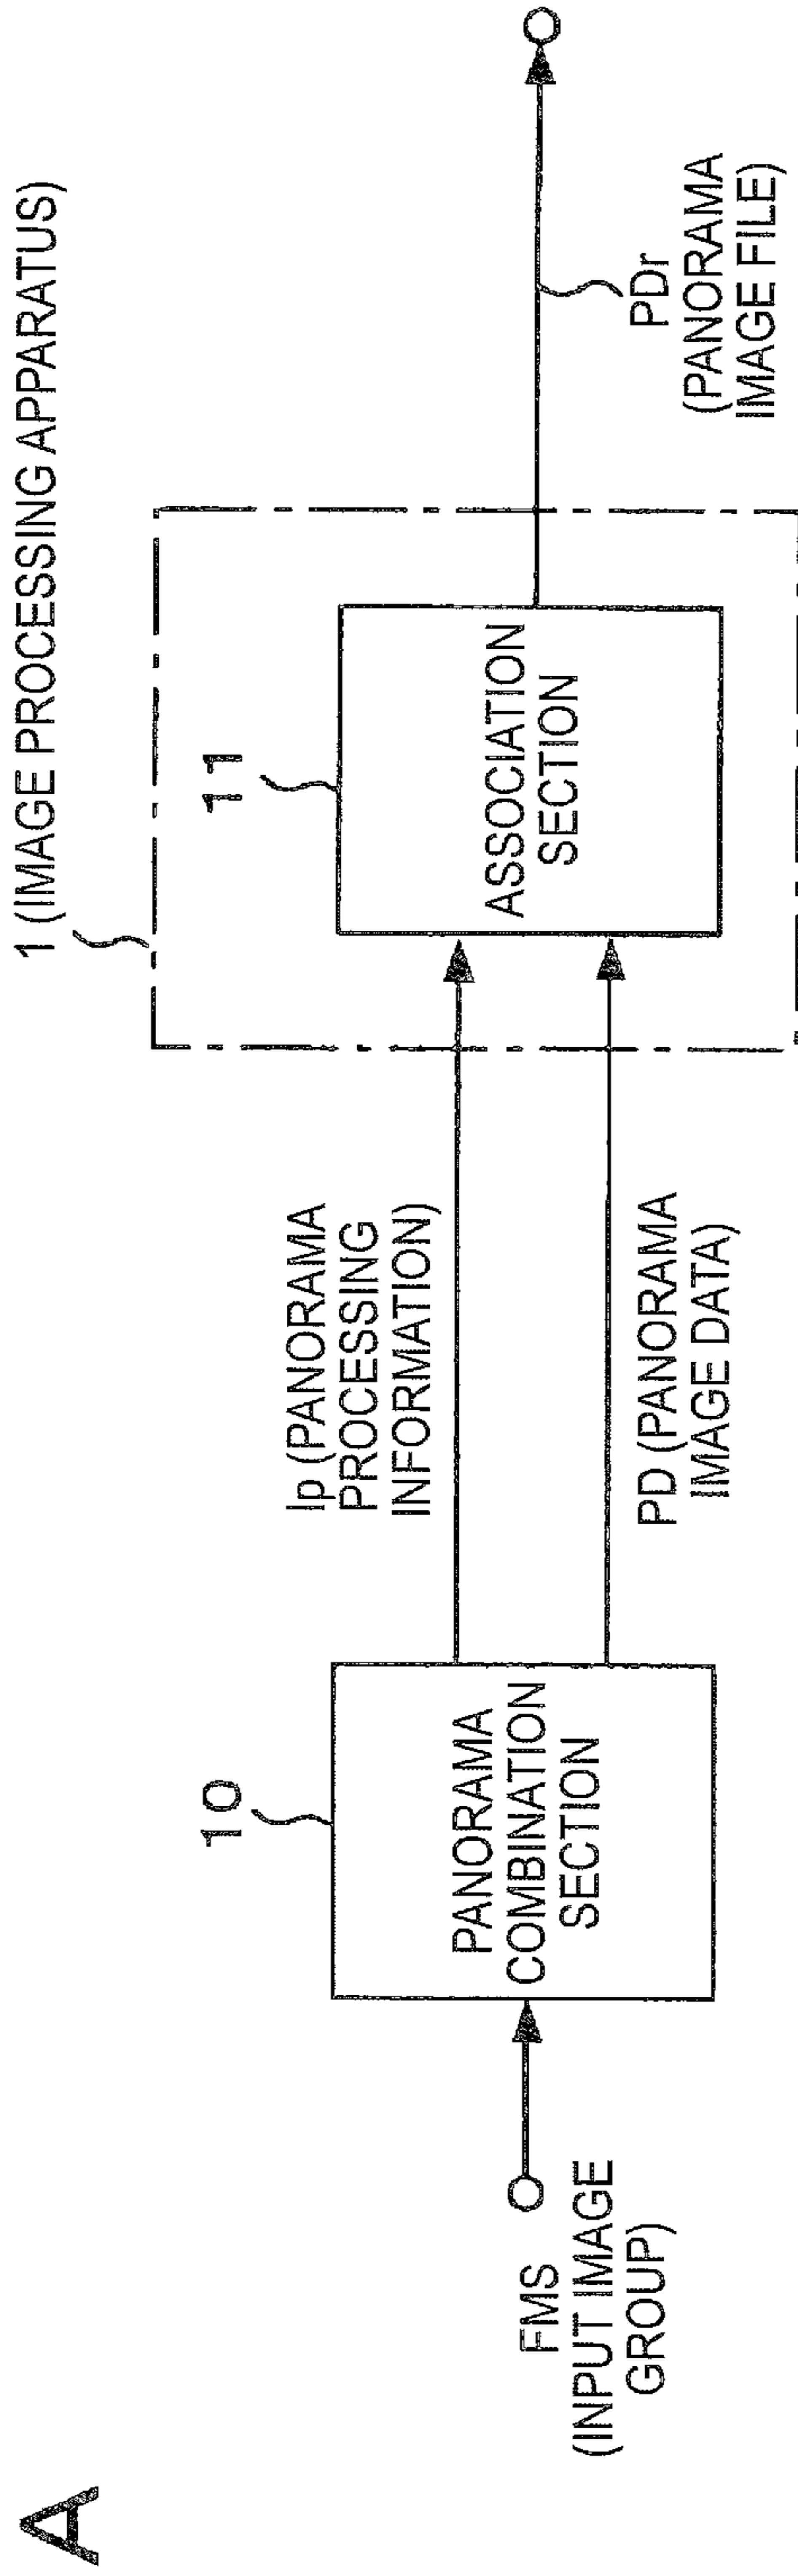 A
1 (IMAGE PROCESSING APPARATUS)
FMS
(INPUT IMAGE
GROUP)
10
PANORAMA
COMBINATION
SECTION
Ip (PANORAMA
PROCESSING
INFORMATION)
PD (PANORAMA
IMAGE DATA)
11
ASSOCIATION
SECTION
PDr
(PANORAMA
IMAGE FILE)